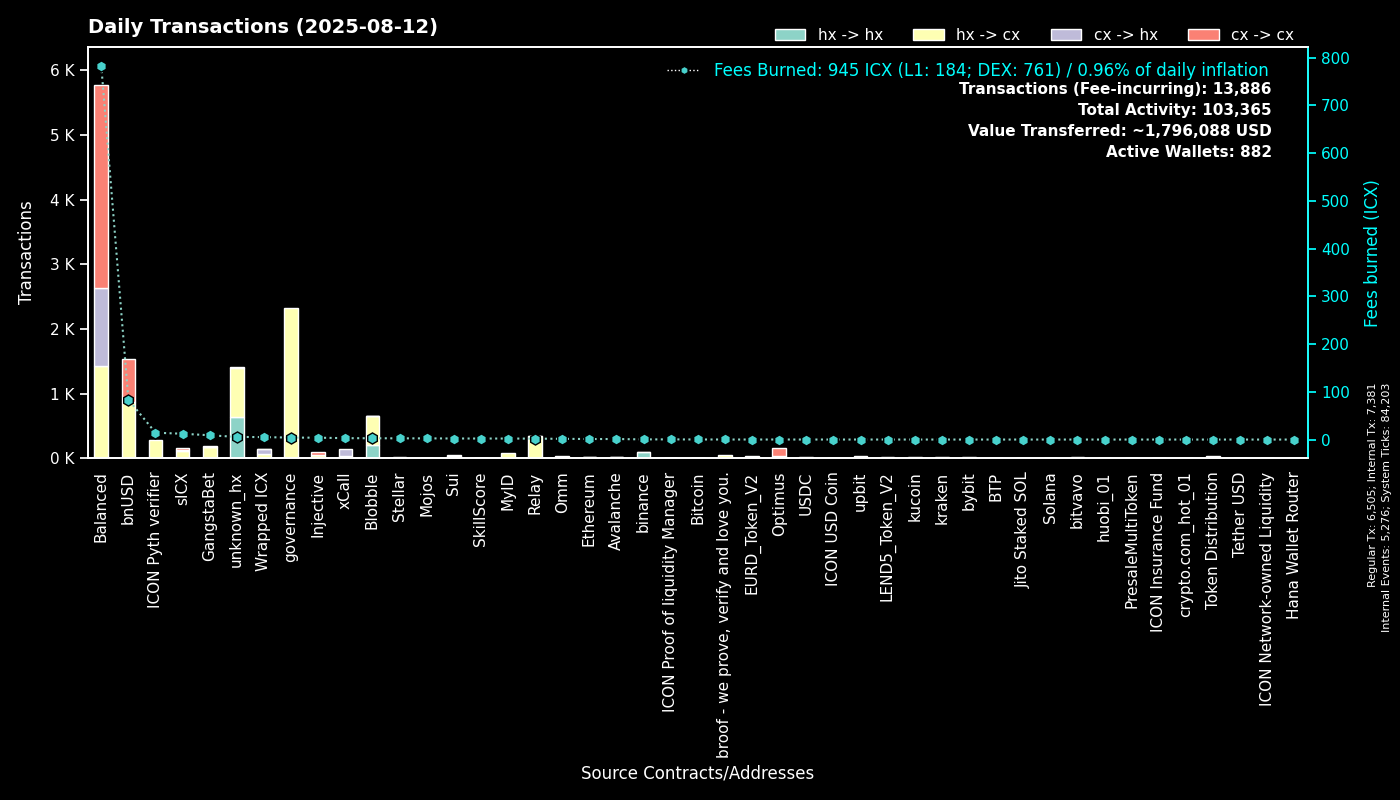 Daily Transactions (2025-08-12)
hx -> hx
hx -> cx
cx -> hx
cx -> cx
Fees Burned: 945 ICX (L1: 184; DEX: 761) / 0.96% of daily inflation
Transactions (Fee-incurring): 13,886
Total Activity: 103,365
Value Transferred: ~1,796,088 USD
Active Wallets: 882
Transactions
6 K
5 K
4 K
3 K
2 K
1 K
0 K
800
700
600
500
400
300
200
100
0
Fees burned (ICX)
Regular Tx: 6,505; Internal Tx: 7,381
Internal Events: 5,276; System Ticks: 84,203
Balanced
bnUSD
ICON Pyth verifier
sICX
GangstaBet
unknown_hx
Wrapped ICX
governance
Injective
xCall
Blobble
Stellar
Mojos
Sui
SkillScore
MyID
Relay
Omm
Ethereum
Avalanche
binance
ICON Proof of liquidity Manager
Bitcoin
broof - we prove, verify and love you.
EURD_Token_V2
Optimus
USDC
ICON USD Coin
upbit
LEND5_Token_V2
kucoin
kraken
bybit
BTP
Jito Staked SOL
Solana
bitvavo
huobi_01
PresaleMultiToken
ICON Insurance Fund
crypto.com_hot_01
Token Distribution
Tether USD
ICON Network-owned Liquidity
Hana Wallet Router
Source Contracts/Addresses